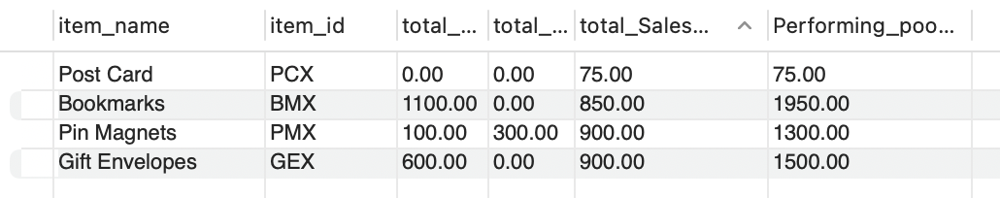 item_name item_id total_... total_... total_Sales... Performing_poo...
Post Card PCX 0.00 0.00 75.00 75.00
Bookmarks BMX 1100.00 0.00 850.00 1950.00
Pin Magnets PMX 100.00 300.00 900.00 1300.00
Gift Envelopes GEX 600.00 0.00 900.00 1500.00